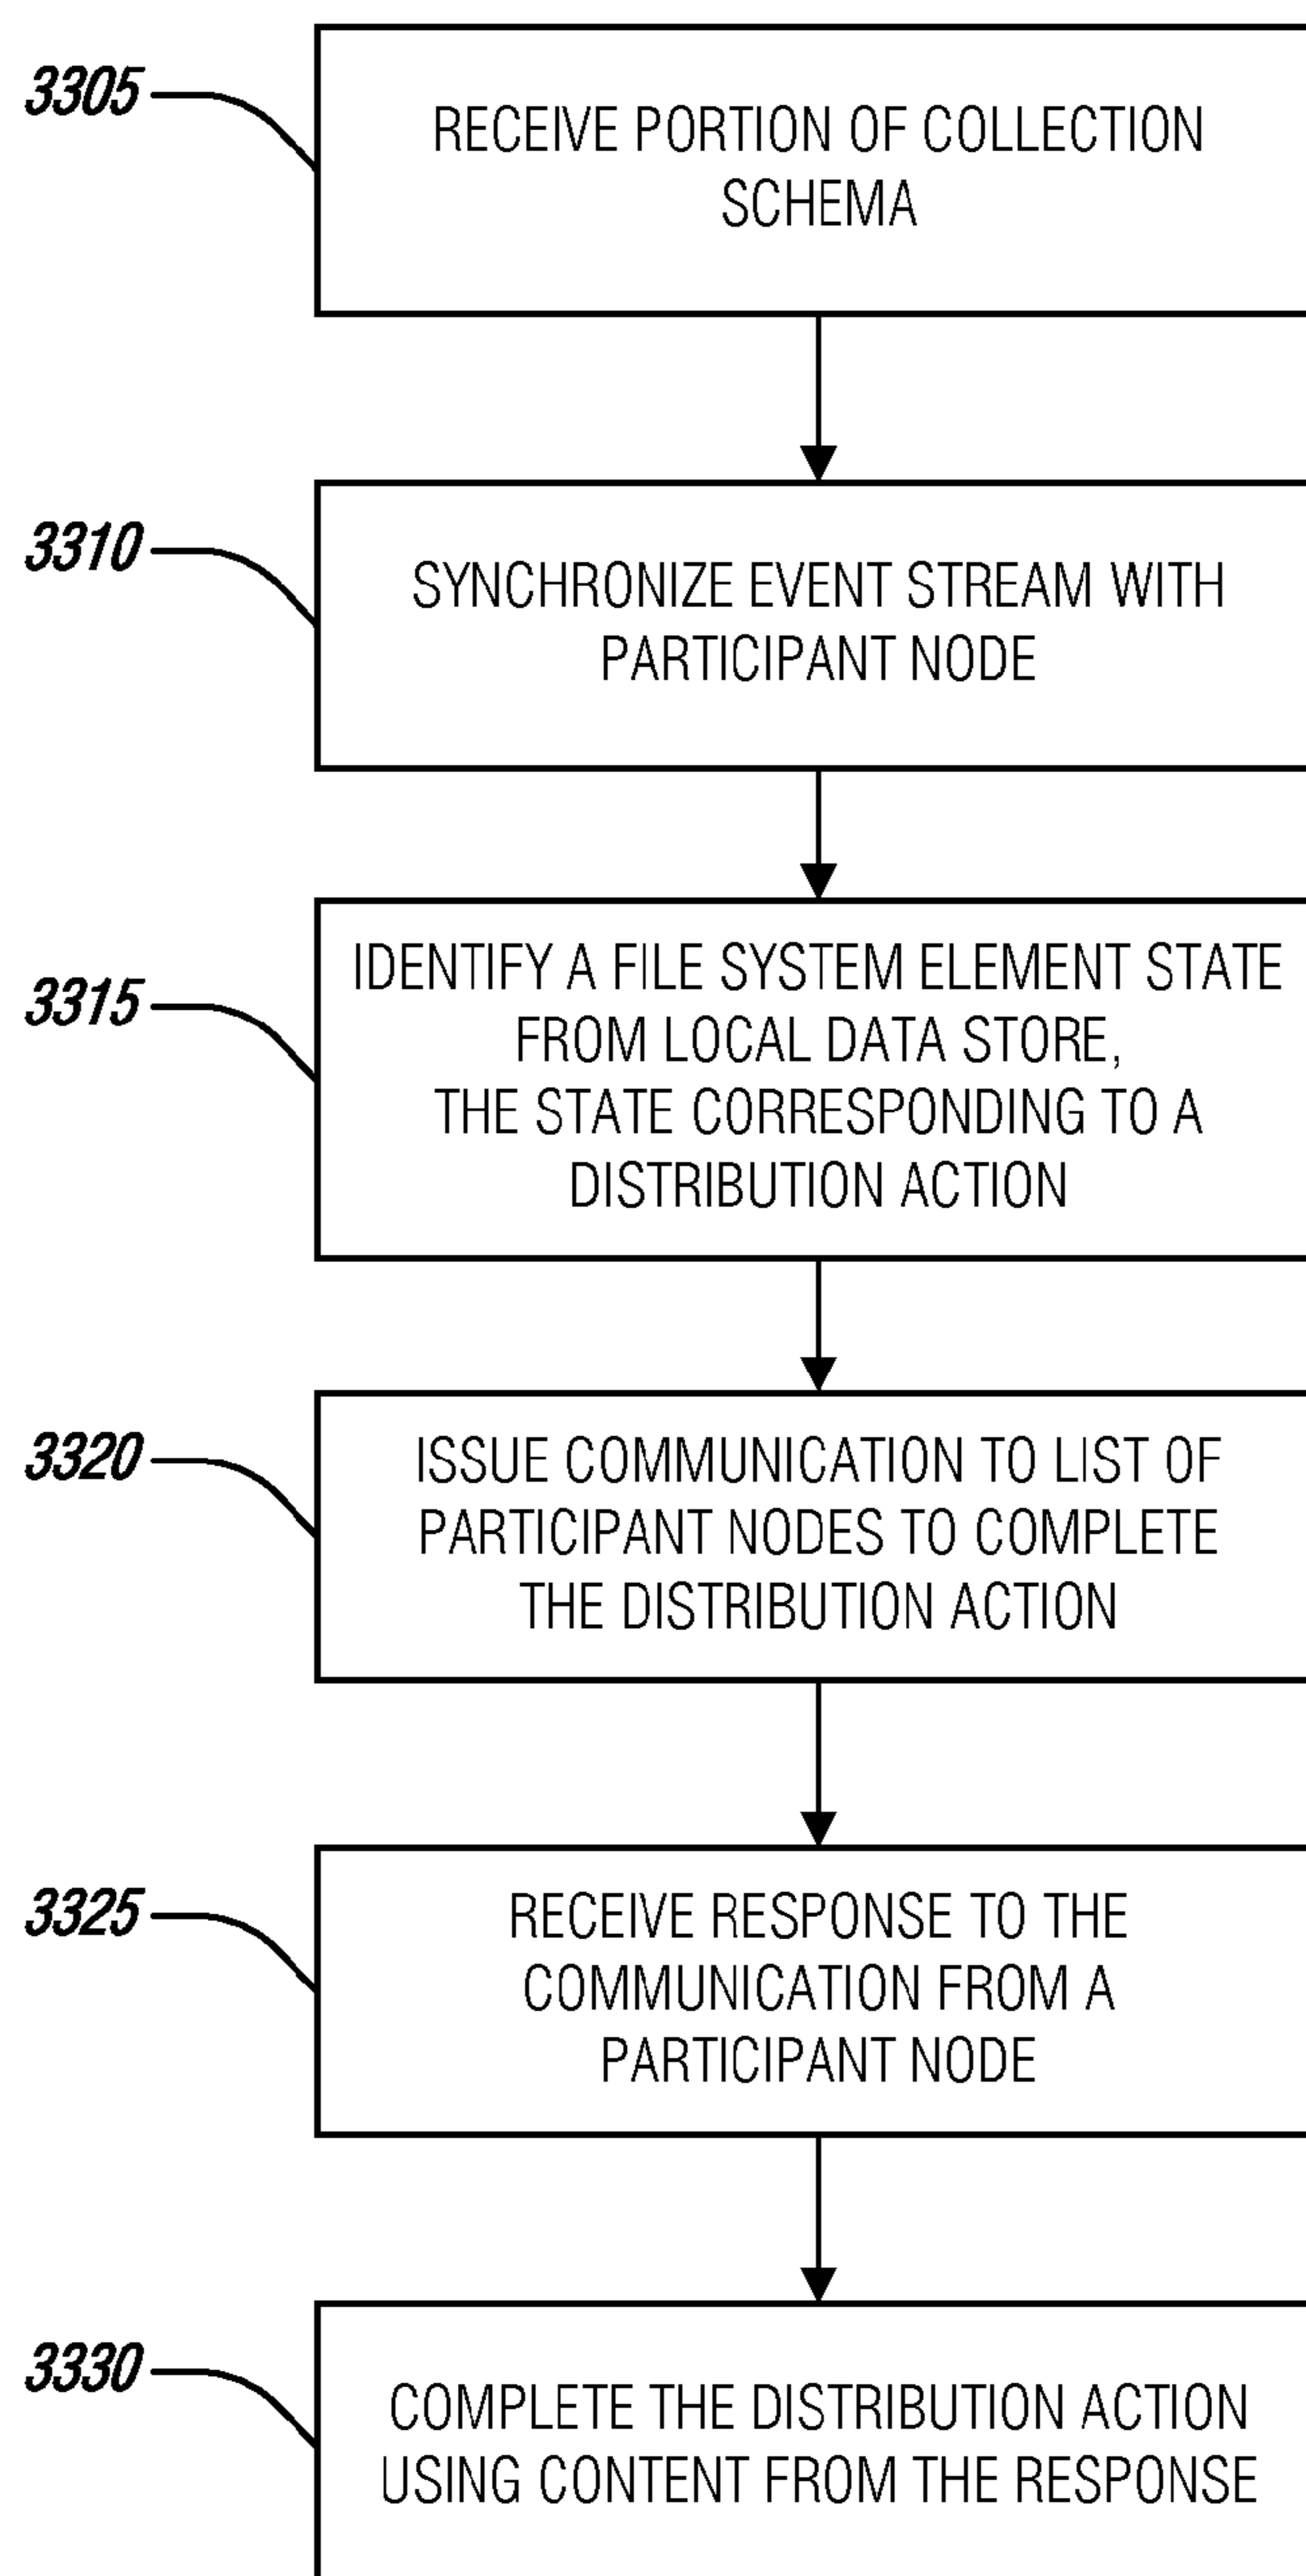 3305
RECEIVE PORTION OF COLLECTION
SCHEMA
3310
SYNCHRONIZE EVENT STREAM WITH
PARTICIPANT NODE
3315
IDENTIFY A FILE SYSTEM ELEMENT STATE
FROM LOCAL DATA STORE,
THE STATE CORRESPONDING TO A
DISTRIBUTION ACTION
3320
ISSUE COMMUNICATION TO LIST OF
PARTICIPANT NODES TO COMPLETE
THE DISTRIBUTION ACTION
3325
RECEIVE RESPONSE TO THE
COMMUNICATION FROM A
PARTICIPANT NODE
3330
COMPLETE THE DISTRIBUTION ACTION
USING CONTENT FROM THE RESPONSE